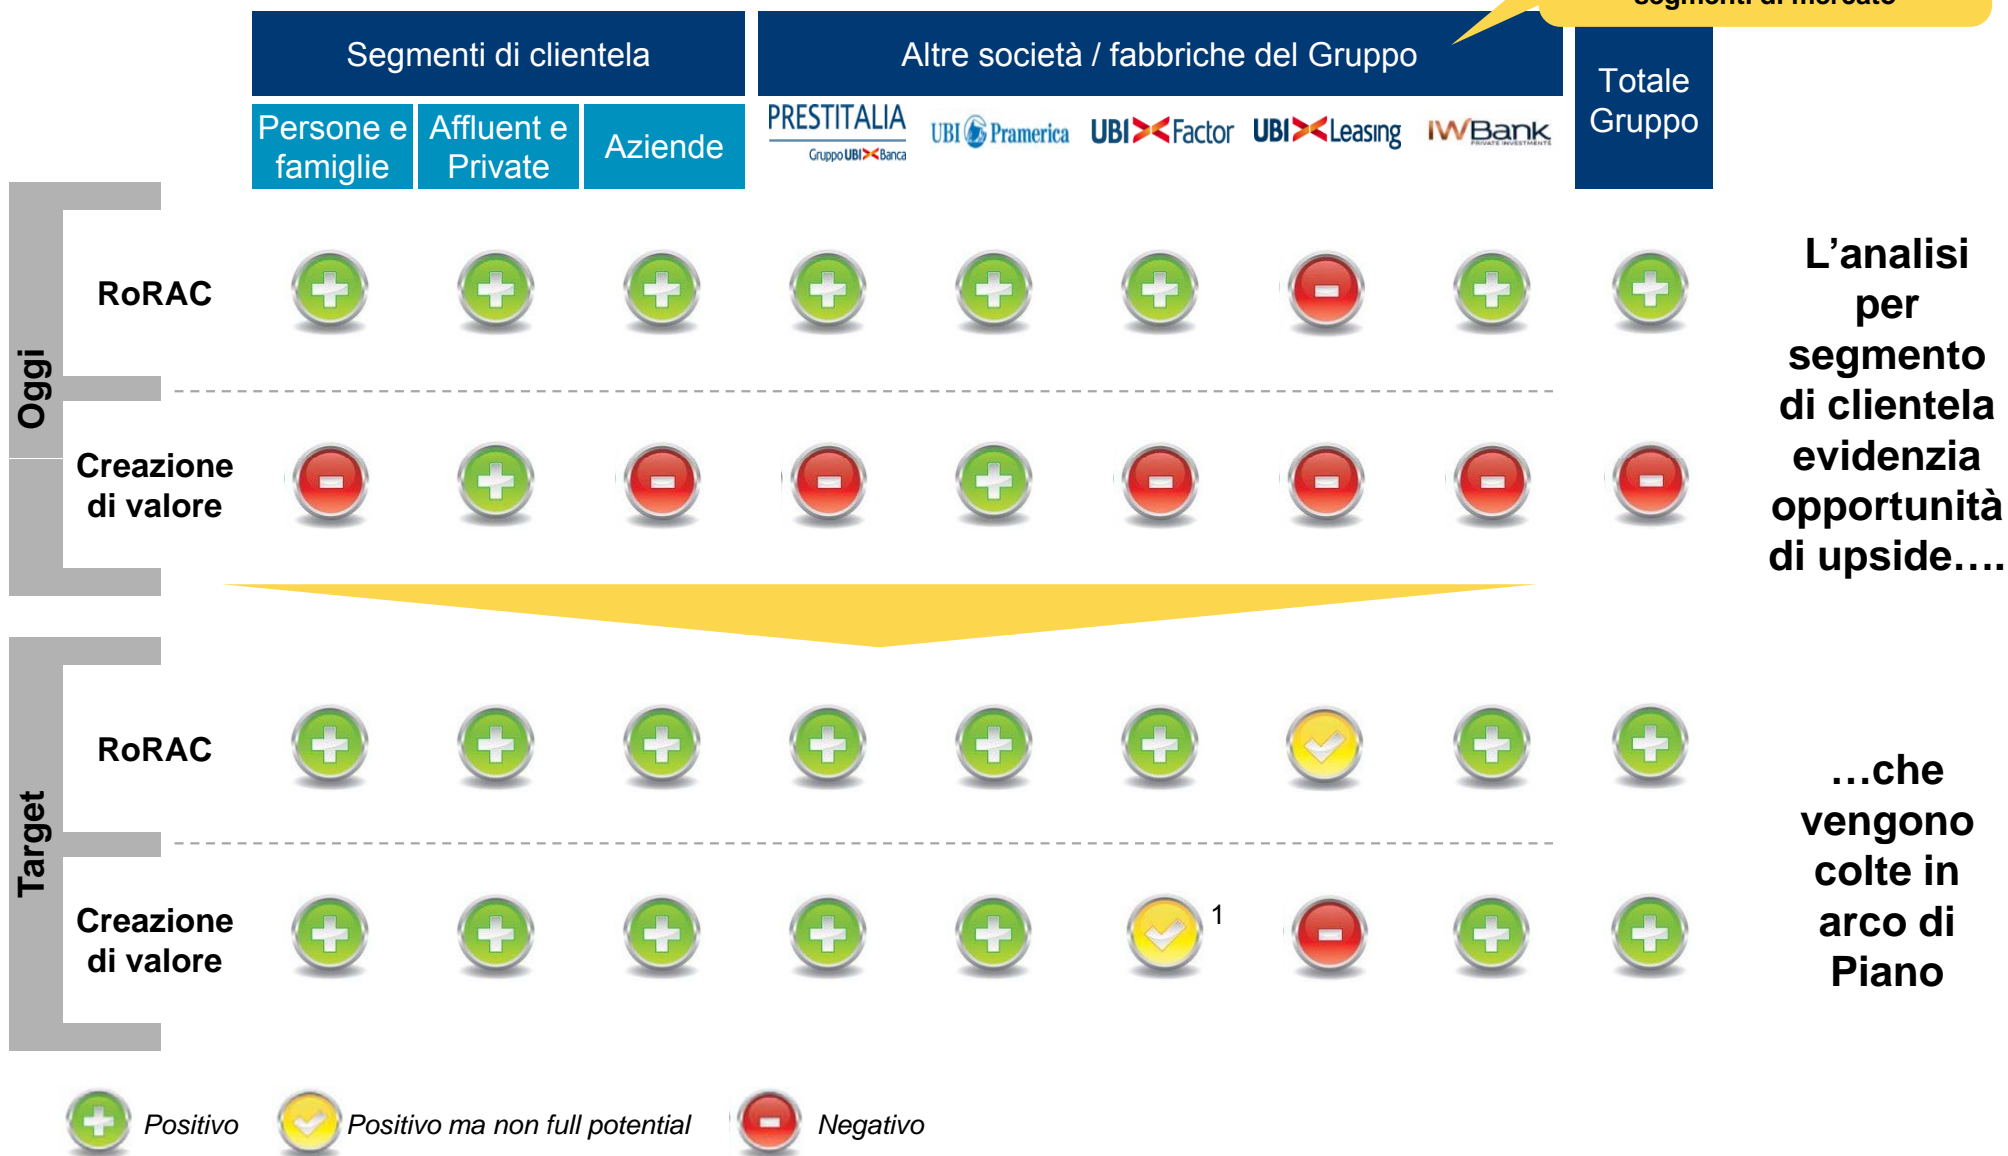 segmenti di mercato
Segmenti di clientela
Altre società / fabbriche del Gruppo
Totale
Gruppo
Persone e
famiglie
Affluent e
Private
Aziende
PRESTITALIA
Gruppo UBI Banca
UBI Pramerica
UBI Factor
UBI Leasing
IWBank
PRIVATE INVESTMENTS
Oggi
RoRAC
Creazione
di valore
L'analisi
per
segmento
di clientela
evidenzia
opportunità
di upside....
Target
RoRAC
Creazione
di valore
1
...che
vengono
colte in
arco di
Piano
Positivo
Positivo ma non full potential
Negativo